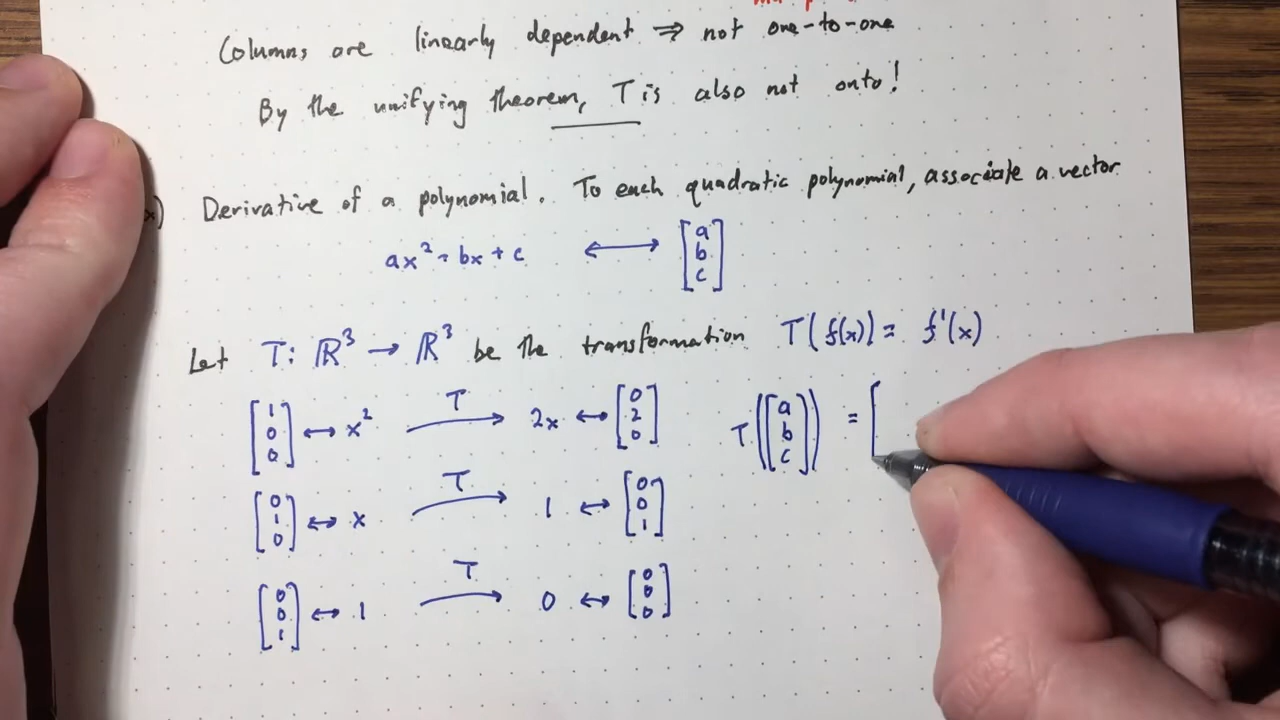 Columns are linearly dependent ⇒ not one-to-one
By the unifying theorem, T is also not onto!
Derivative of a polynomial. To each quadratic polynomial, associate a vector
ax² + bx + c ⟷ [a b c]
Let T: ℝ³ → ℝ³ be the transformation T(f(x)) = f'(x)
[1 0 0] ↔ x² T→ 2x ↔ [0 2 0] T([a b c]) = [
[0 1 0] ↔ x T→ 1 ↔ [0 0 1]
[0 0 1] ↔ 1 T→ 0 ↔ [0 0 0]